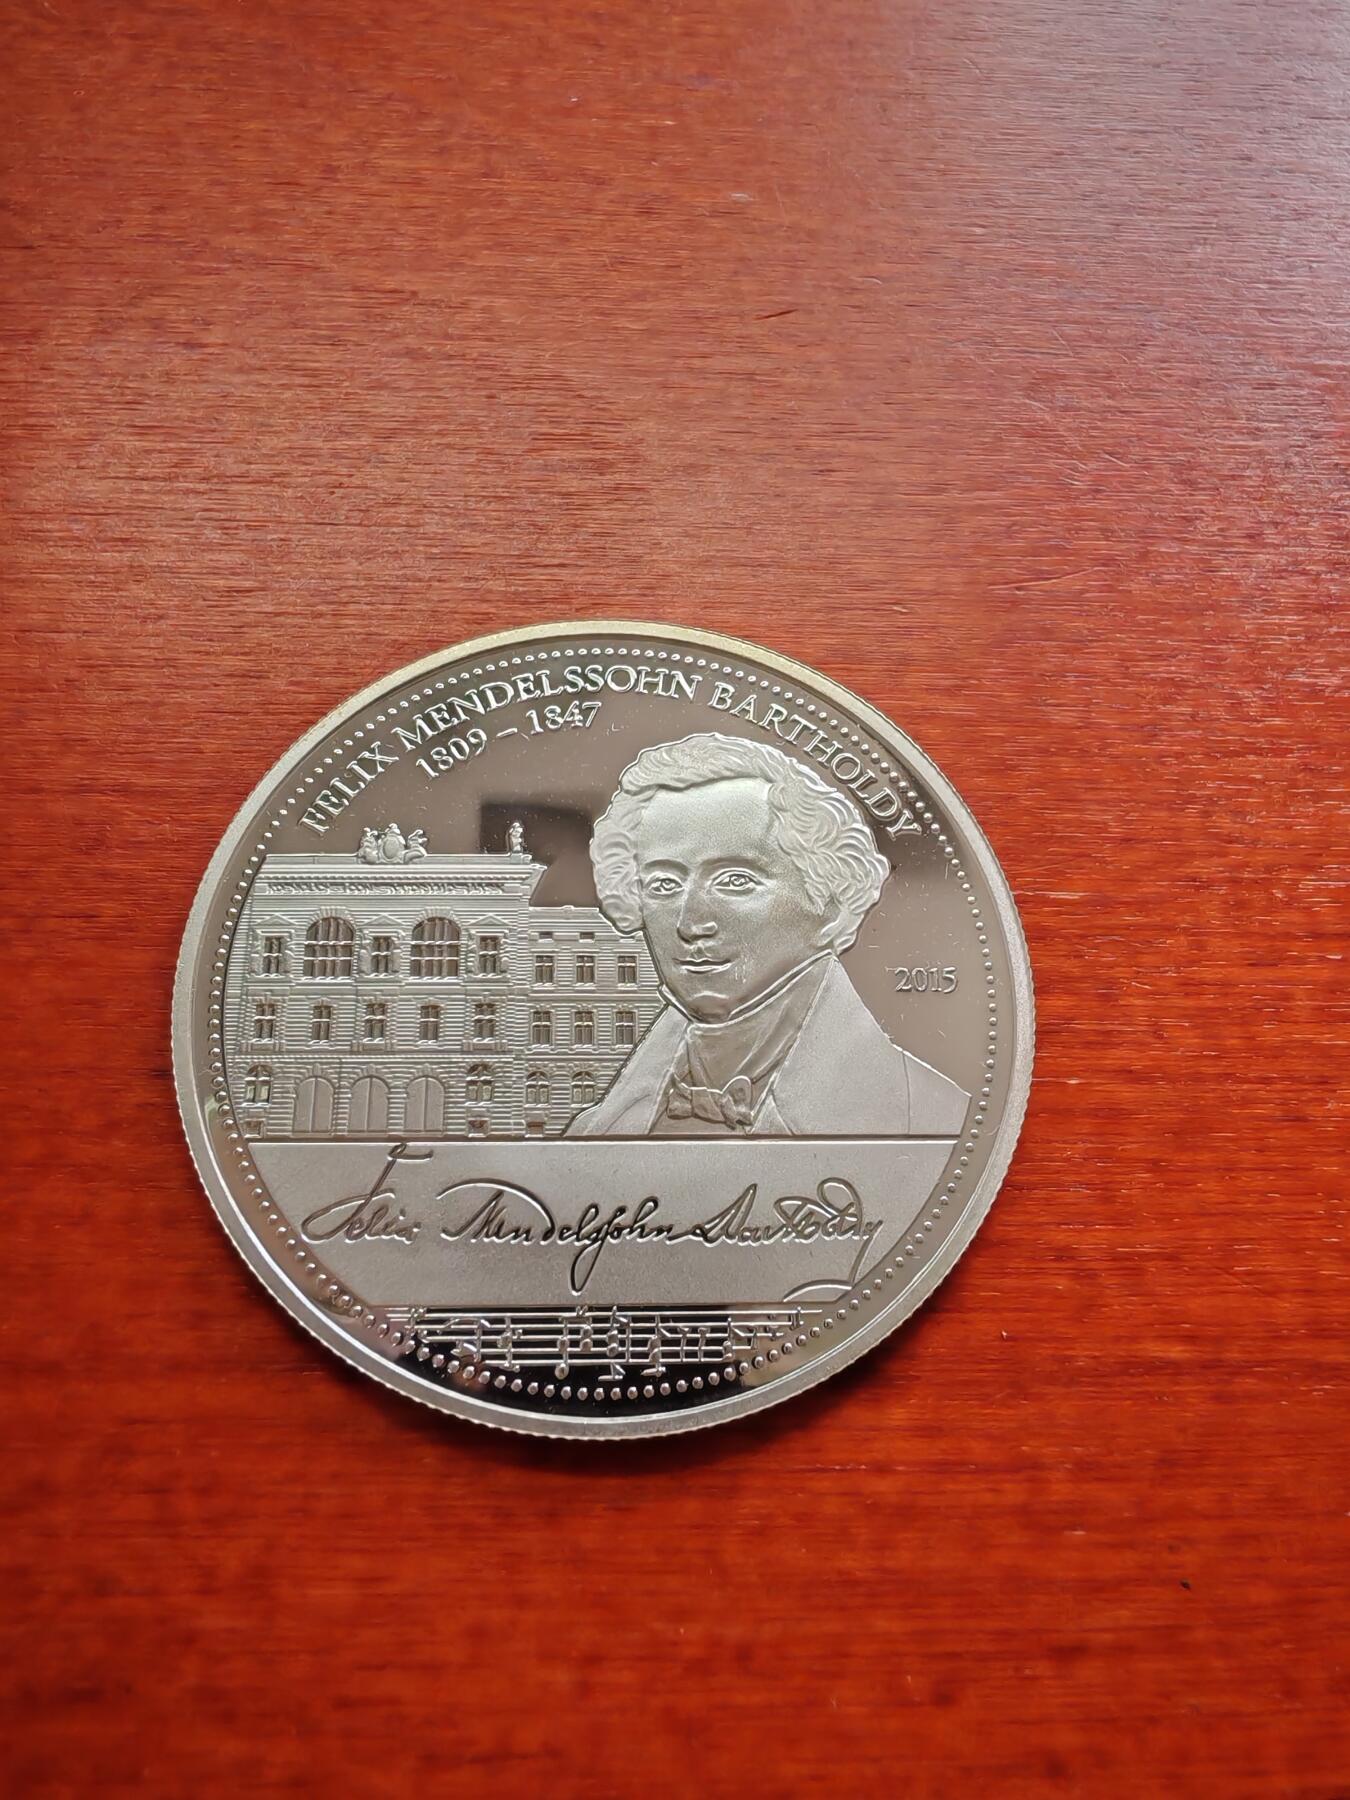 FELIX MENDELSSOHN BARTHOLDY
1809 – 1847
2015
Felix Mendelssohn Bartholdy